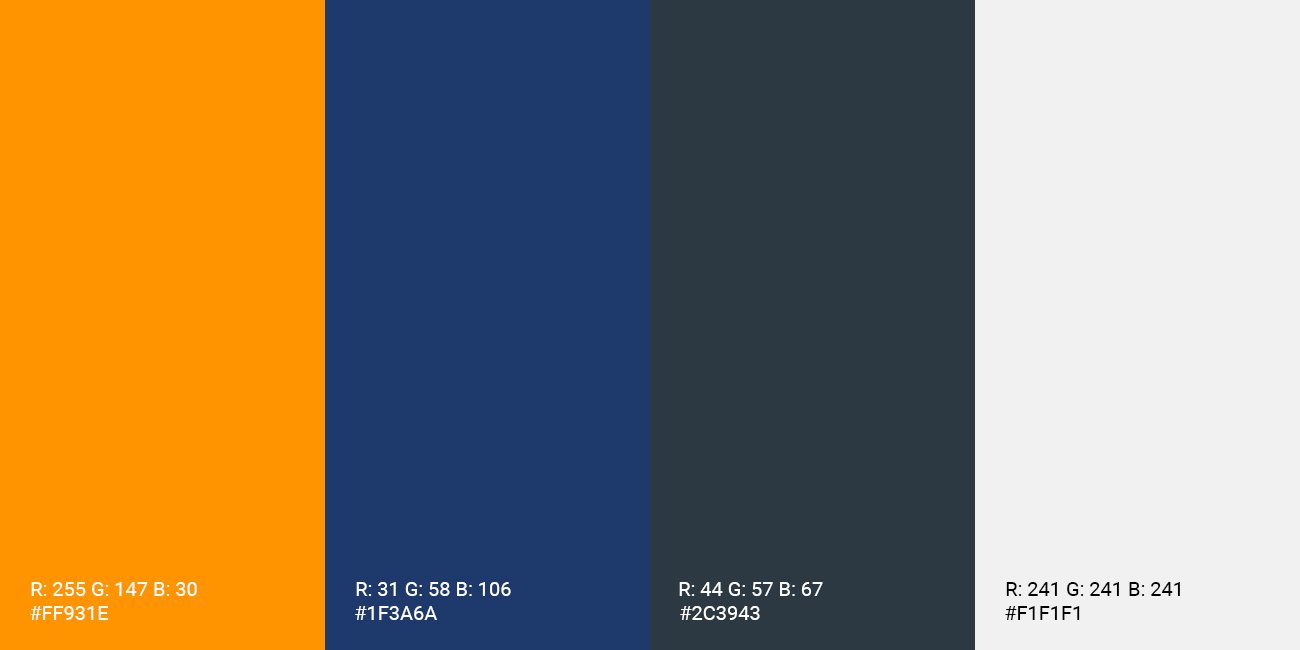 R: 255 G: 147 B: 30
#FF931E
R: 31 G: 58 B: 106
#1F3A6A
R: 44 G: 57 B: 67
#2C3943
R: 241 G: 241 B: 241
#F1F1F1